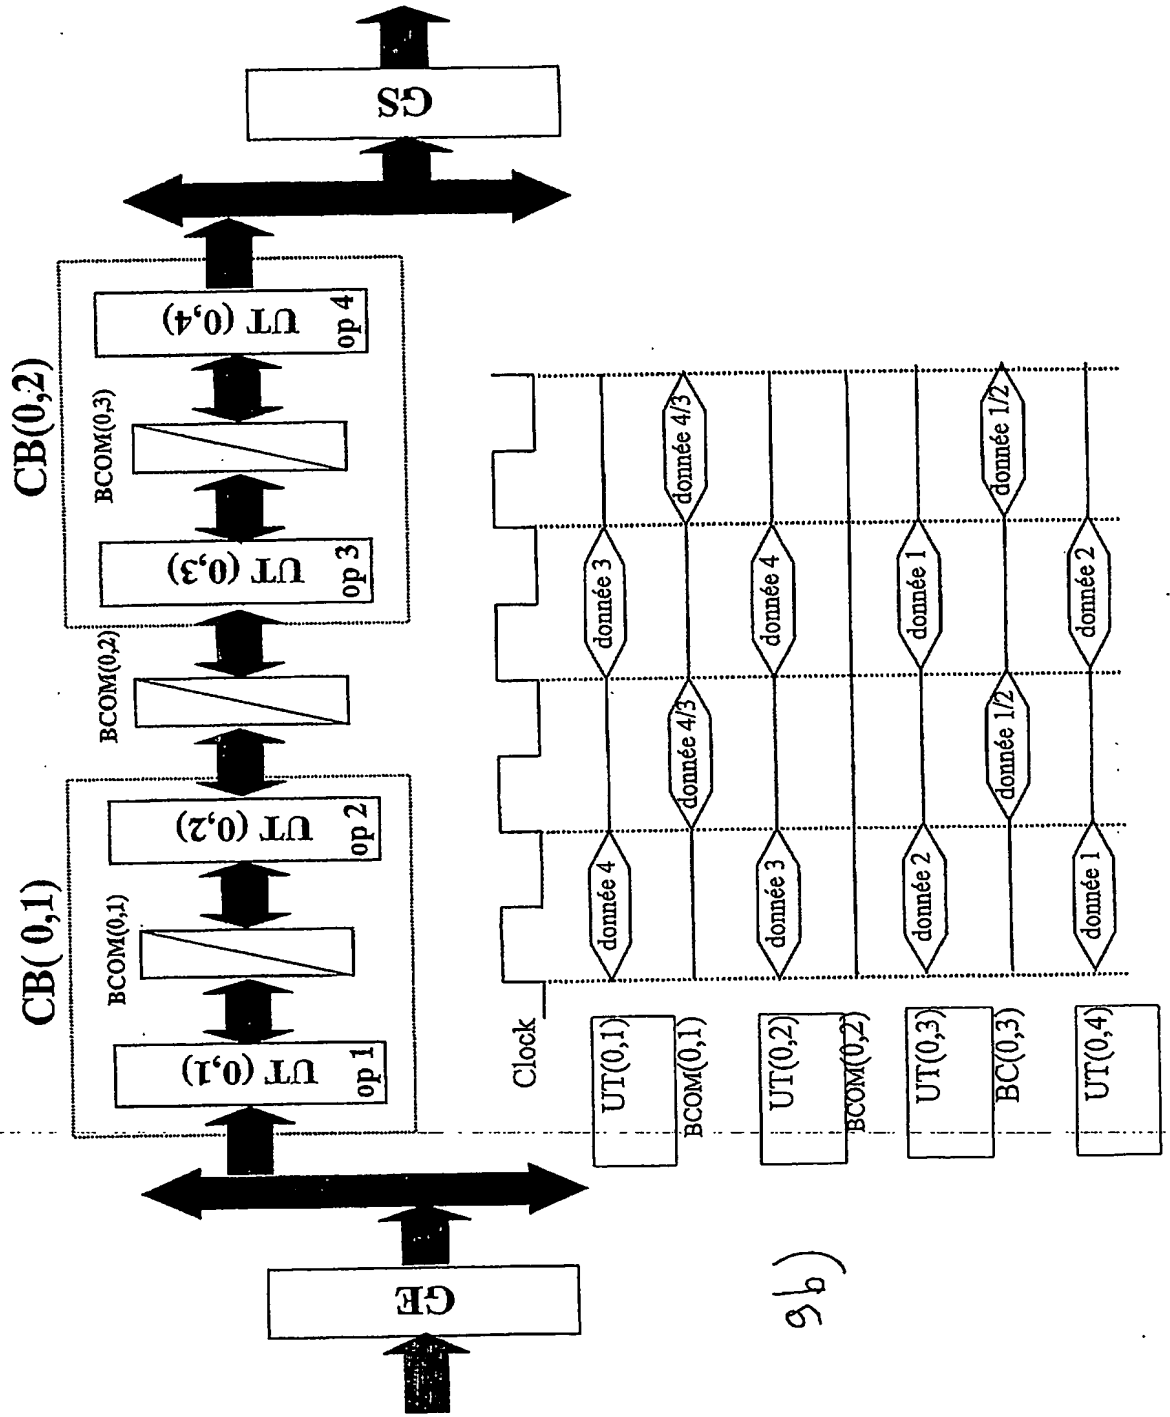 CB( 0,1)
CB(0,2)
BCOM(0,1)
BCOM(0,2)
BCOM(0,3)
GE
UT (0,1)
op 1
UT (0,2)
op 2
UT (0,3)
op 3
UT (0,4)
op 4
GS
Clock
UT(0,1)
donnée 4
donnée 3
BCOM(0,1)
donnée 4/3
donnée 4/3
UT(0,2)
donnée 3
donnée 4
BCOM(0,2)
UT(0,3)
donnée 2
donnée 1
BC(0,3)
donnée 1/2
donnée 1/2
UT(0,4)
donnée 1
donnée 2
9b)